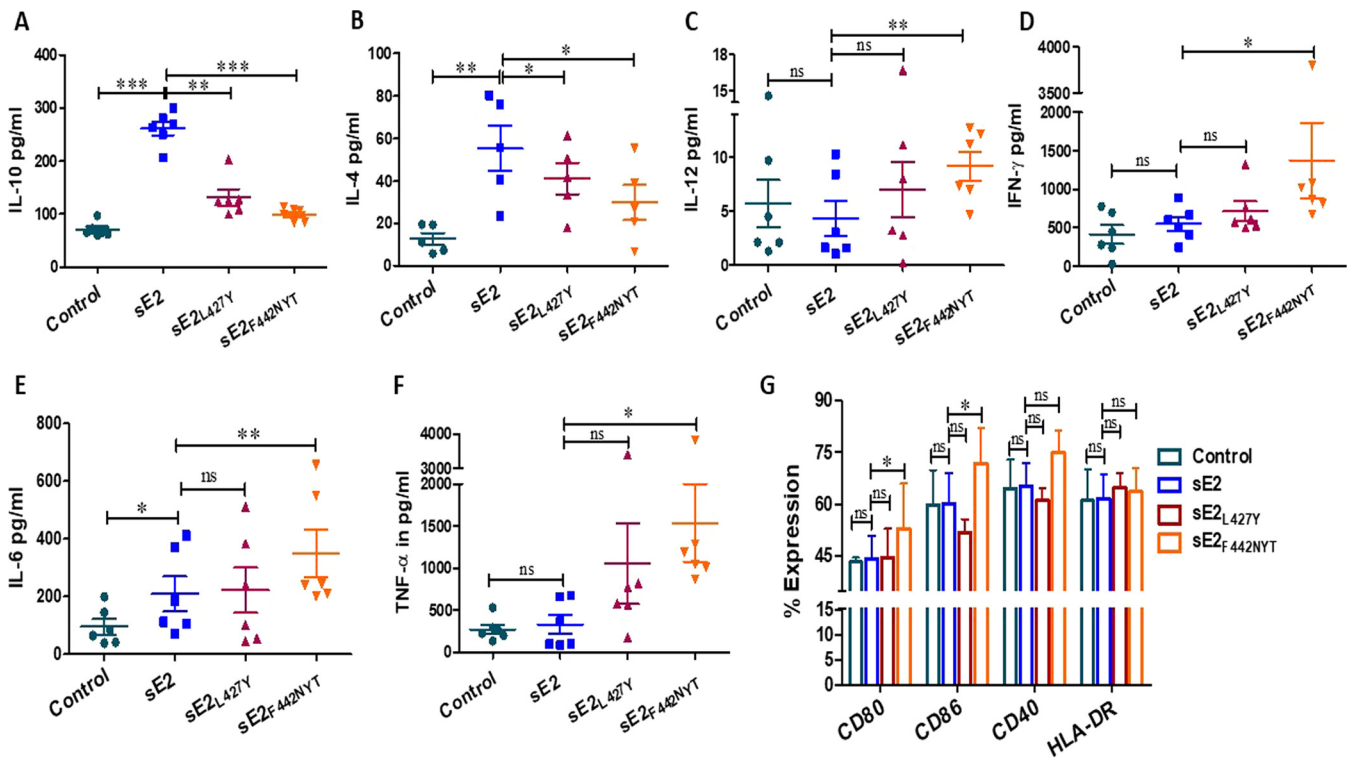 A
IL-10 pg/ml
400
300
200
100
0
***
***
**
Control
sE2
sE2L427Y
sE2F442NYT
B
IL-4 pg/ml
100
80
60
40
20
0
*
**
*
Control
sE2
sE2L427Y
sE2F442NYT
C
IL-12 pg/ml
18
15
10
5
0
**
ns
ns
Control
sE2
sE2L427Y
sE2F442NYT
D
IFN-γ pg/ml
4000
3500
2000
1500
1000
500
0
*
ns
ns
Control
sE2
sE2L427Y
sE2F442NYT
E
IL-6 pg/ml
800
600
400
200
0
**
ns
*
Control
sE2
sE2L427Y
sE2F442NYT
F
TNF-α in pg/ml
4000
3000
2000
1500
1000
500
0
*
ns
ns
Control
sE2
sE2L427Y
sE2F442NYT
G
% Expression
90
75
60
45
15
10
5
0
ns
ns
*
ns
ns
*
ns
ns
ns
ns
ns
ns
CD80
CD86
CD40
HLA-DR
Control
sE2
sE2L427Y
sE2F442NYT